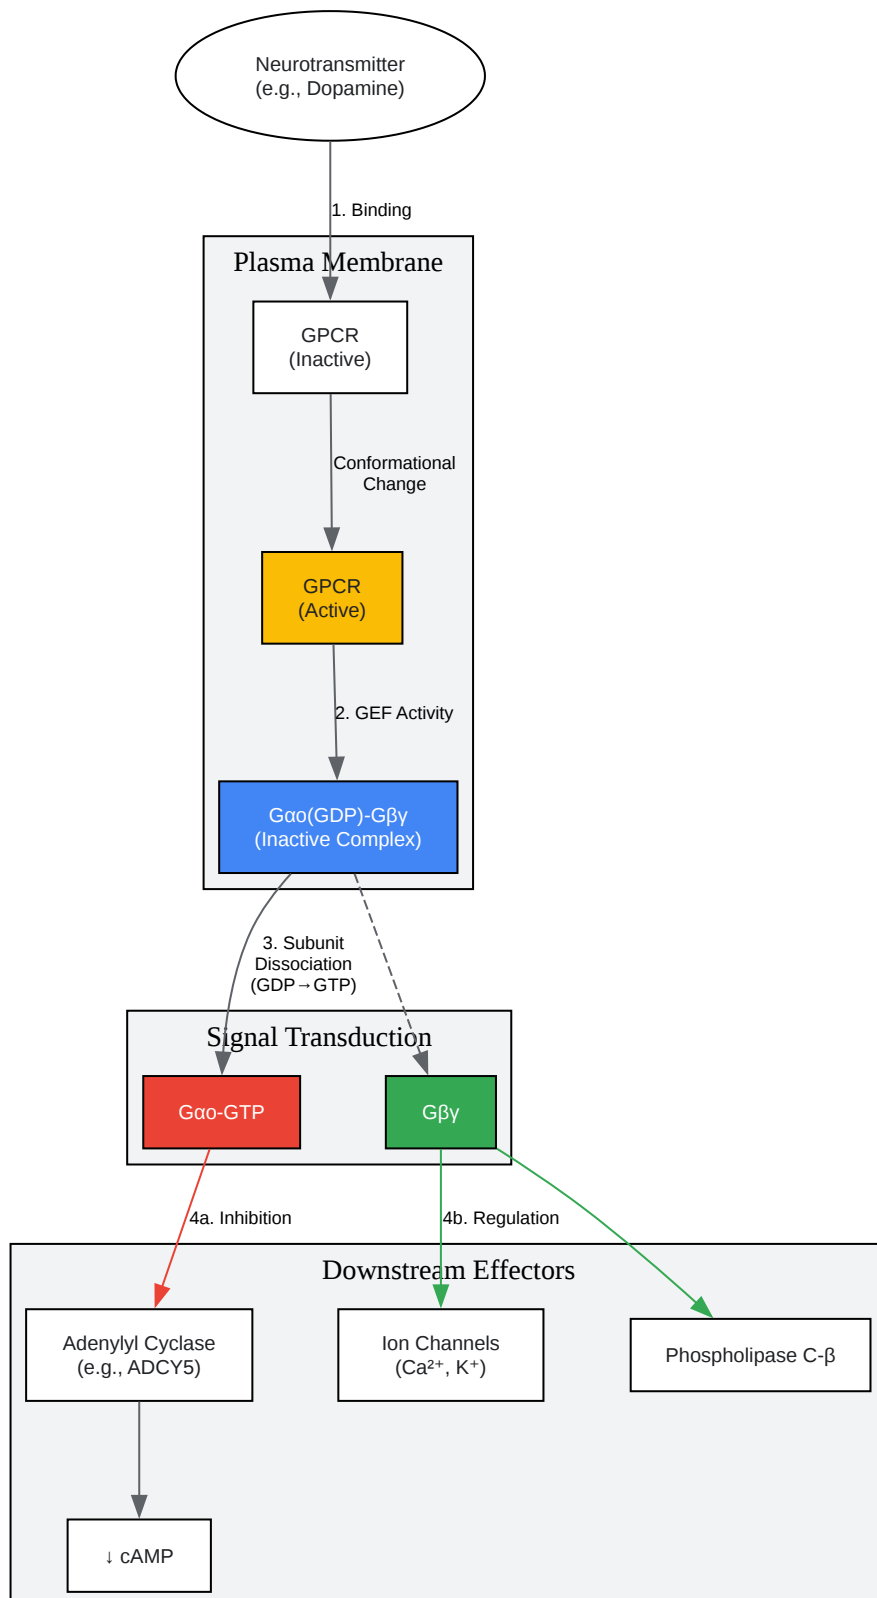 Neurotransmitter
(e.g., Dopamine)
1. Binding
Plasma Membrane
GPCR
(Inactive)
Conformational
Change
GPCR
(Active)
2. GEF Activity
Gαo(GDP)-Gβγ
(Inactive Complex)
3. Subunit
Dissociation
(GDP→GTP)
Signal Transduction
Gαo-GTP
Gβγ
4a. Inhibition
4b. Regulation
Downstream Effectors
Adenylyl Cyclase
(e.g., ADCY5)
Ion Channels
(Ca²⁺, K⁺)
Phospholipase C-β
↓ cAMP